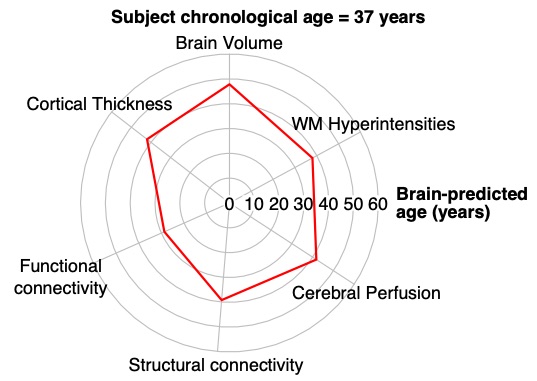 Subject chronological age = 37 years
Brain Volume
Cortical Thickness
WM Hyperintensities
0 10 20 30 40 50 60
Brain-predicted
age (years)
Functional
connectivity
Cerebral Perfusion
Structural connectivity